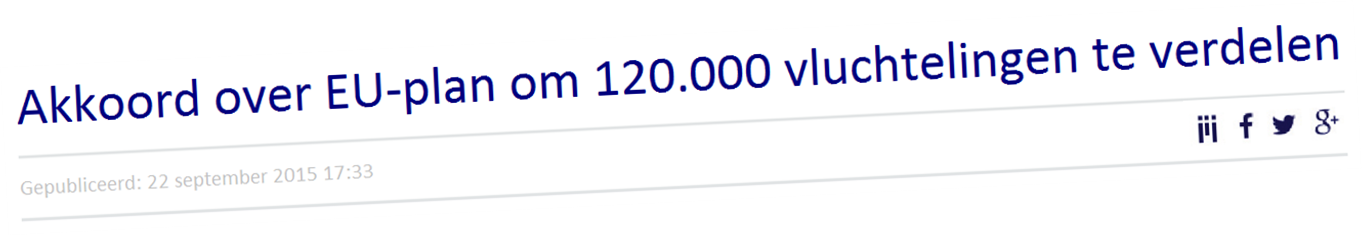 Akkoord over EU-plan om 120.000 vluchtelingen te verdelen
Gepubliceerd: 22 september 2015 17:33